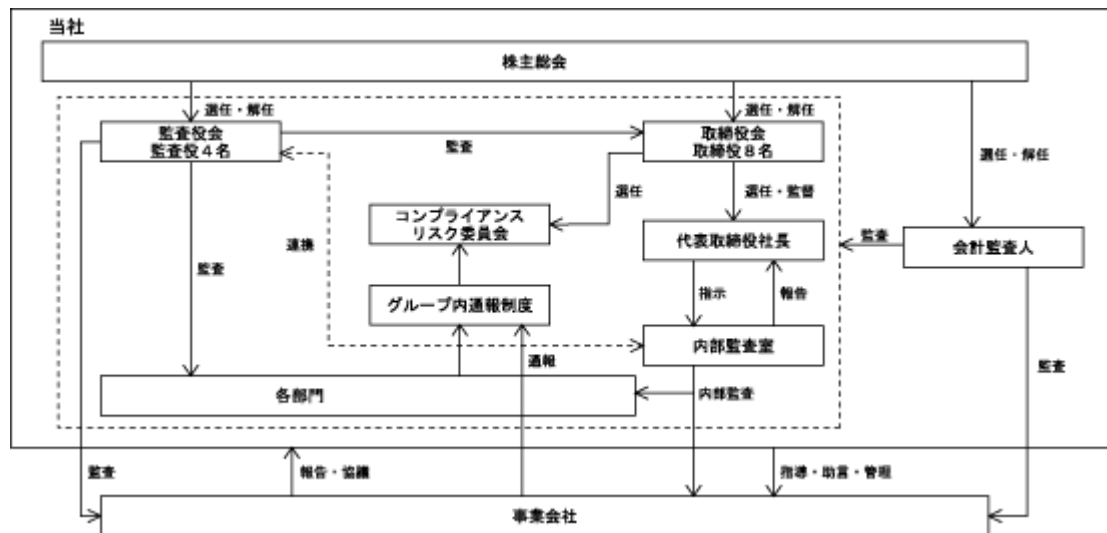 当社
株主総会
選任・解任
選任・解任
監査役会
監査役4名
監査
取締役会
取締役8名
選任・解任
選任
選任・監督
コンプライアンス
リスク委員会
代表取締役社長
監査
会計監査人
連携
監査
指示
報告
グループ内通報制度
内部監査室
通報
監査
各部門
内部監査
監査
報告・協議
指導・助言・管理
事業会社